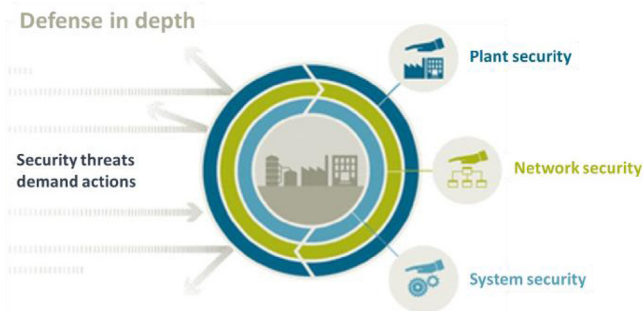 Defense in depth
Plant security
Security threats
demand actions
Network security
System security